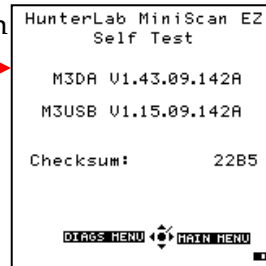 HunterLab MiniScan EZ
Self Test
M3DA V1.43.09.142A
M3USB V1.15.09.142A
Checksum: 22B5
DIAGS MENU MAIN MENU